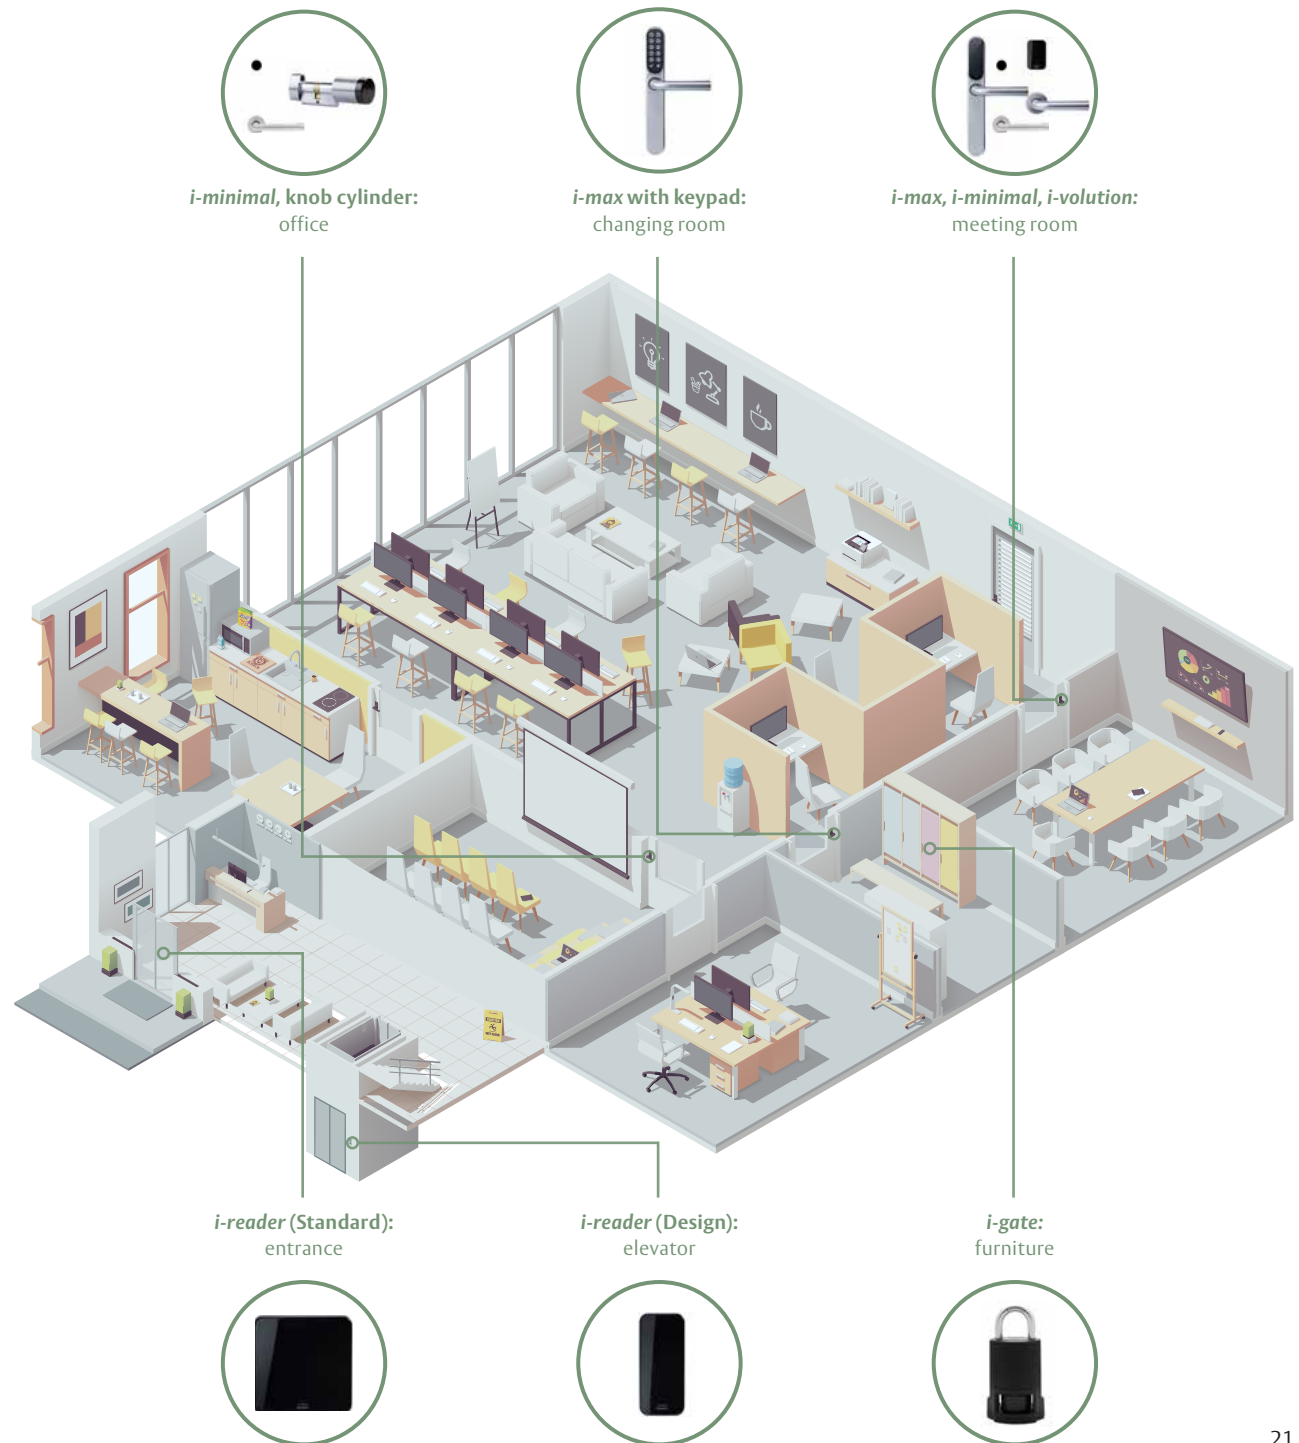 i-minimal, knob cylinder:
office
i-max with keypad:
changing room
i-max, i-minimal, i-volution:
meeting room
i-reader (Standard):
entrance
i-reader (Design):
elevator
i-gate:
furniture
21